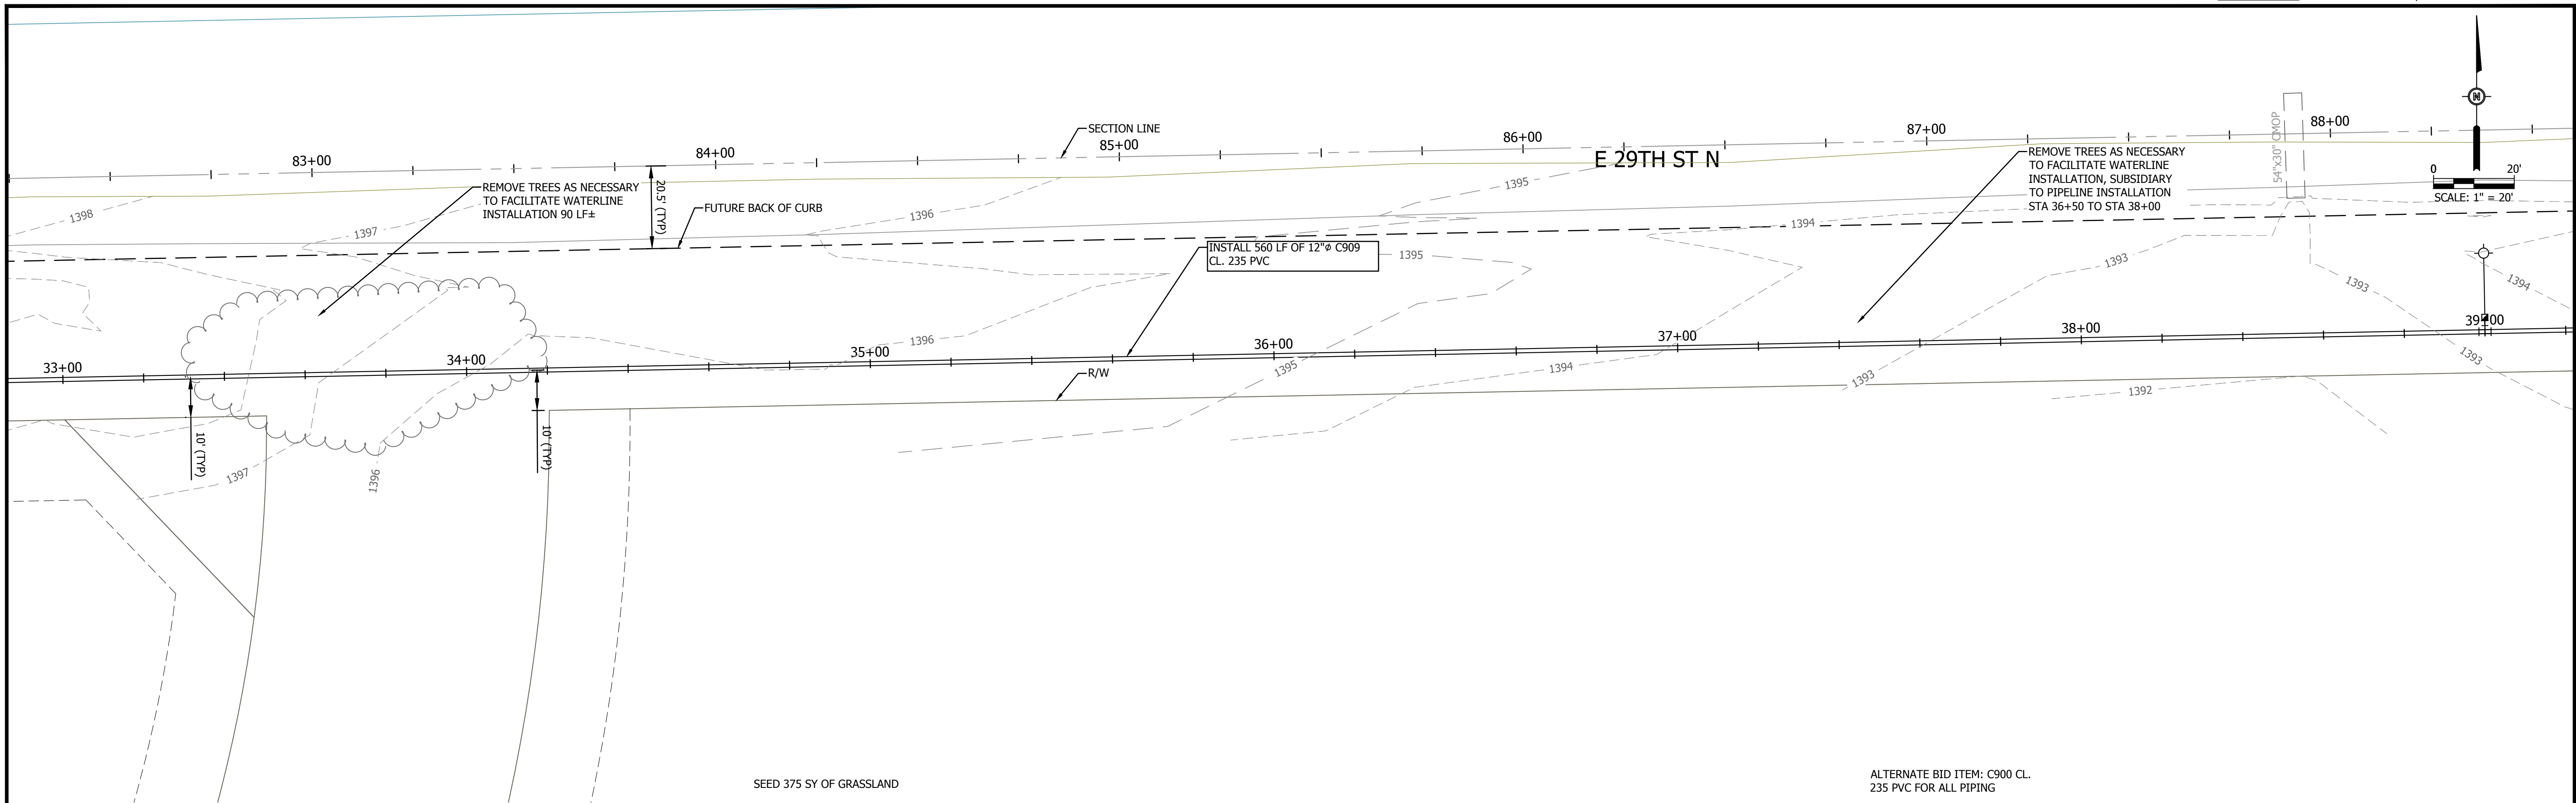 83+00
84+00
SECTION LINE
85+00
86+00
E 29TH ST N
87+00
54"x30" CMOP
88+00
N
0 20'
SCALE: 1" = 20'
REMOVE TREES AS NECESSARY
TO FACILITATE WATERLINE
INSTALLATION 90 LF±
20.5' (TYP)
FUTURE BACK OF CURB
REMOVE TREES AS NECESSARY
TO FACILITATE WATERLINE
INSTALLATION, SUBSIDIARY
TO PIPELINE INSTALLATION
STA 36+50 TO STA 38+00
1398
1397
1396
1395
1394
INSTALL 560 LF OF 12"ø C909
CL. 235 PVC
1395
1393
1393
1394
1396
33+00
34+00
35+00
36+00
37+00
38+00
39+00
R/W
1395
1394
1393
1392
1393
10' (TYP)
10' (TYP)
1397
1396
SEED 375 SY OF GRASSLAND
ALTERNATE BID ITEM: C900 CL.
235 PVC FOR ALL PIPING